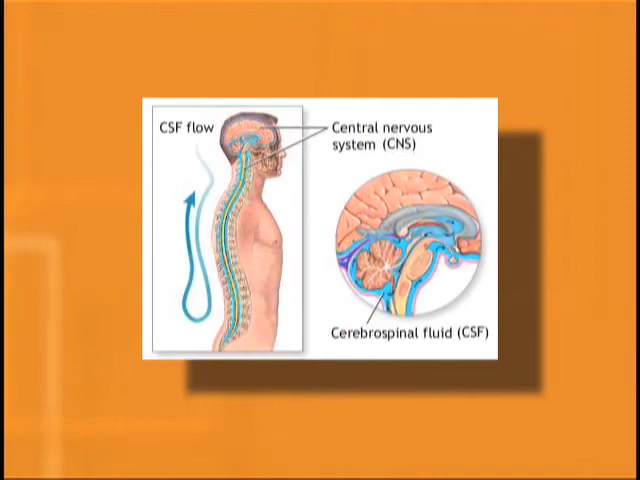 CSF flow
Central nervous
system (CNS)
Cerebrospinal fluid (CSF)